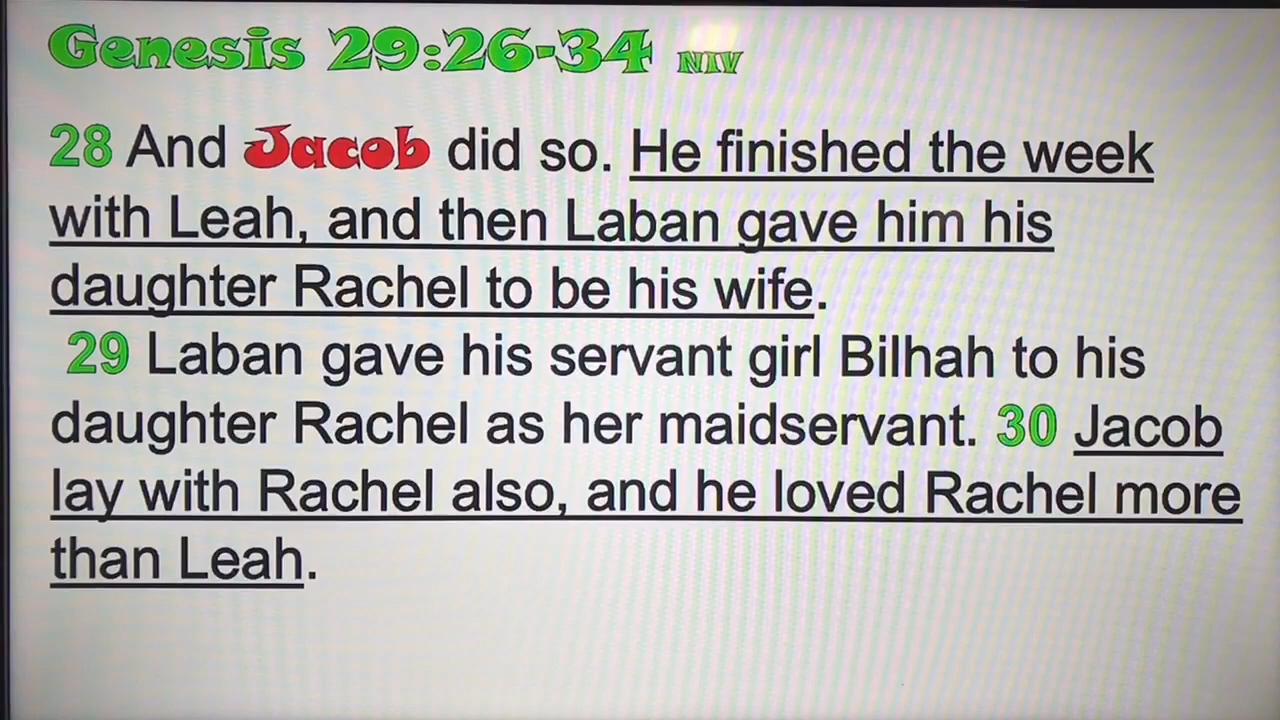 Genesis 29:26-34 NIV
28 And Jacob did so. He finished the week
with Leah, and then Laban gave him his
daughter Rachel to be his wife.
29 Laban gave his servant girl Bilhah to his
daughter Rachel as her maidservant. 30 Jacob
lay with Rachel also, and he loved Rachel more
than Leah.